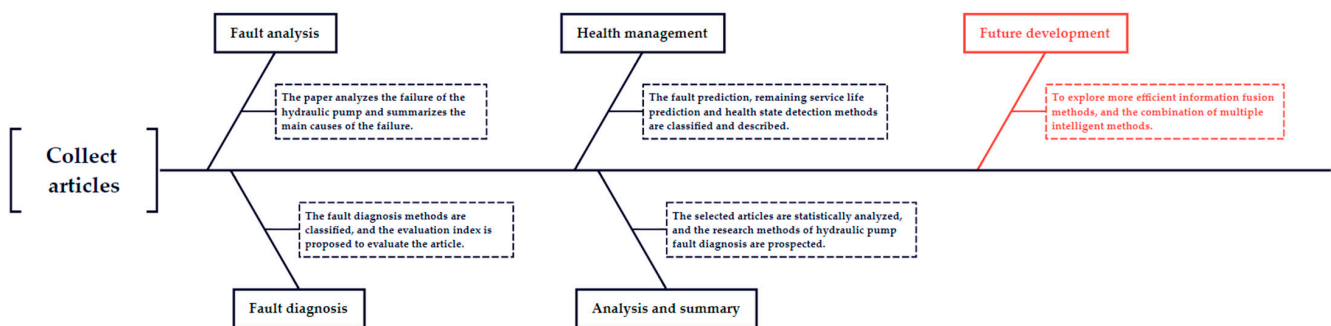 Fault analysis
Health management
Future development
The paper analyzes the failure of the
hydraulic pump and summarizes the
main causes of the failure.
The fault prediction, remaining service life
prediction and health state detection methods
are classified and described.
To explore more efficient information fusion
methods, and the combination of multiple
intelligent methods.
Collect
articles
The fault diagnosis methods are
classified, and the evaluation index is
proposed to evaluate the article.
The selected articles are statistically analyzed,
and the research methods of hydraulic pump
fault diagnosis are prospected.
Fault diagnosis
Analysis and summary